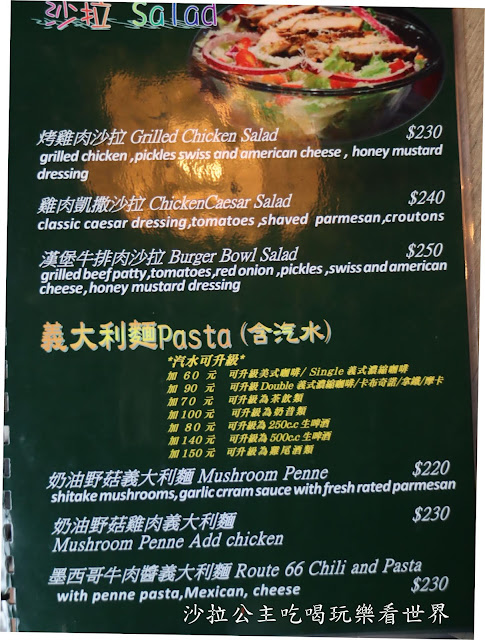 沙拉 Salad
烤雞肉沙拉 Grilled Chicken Salad $230
grilled chicken ,pickles swiss and american cheese , honey mustard
dressing
雞肉凱撒沙拉 ChickenCaesar Salad $240
classic caesar dressing,tomatoes ,shaved parmesan,croutons
漢堡牛排肉沙拉 Burger Bowl Salad $250
grilled beef patty,tomatoes,red onion ,pickles ,swiss and american
cheese,honey mustard dressing
義大利麵Pasta (含汽水)
*汽水可升級*
加 60 元 可升級美式咖啡/ Single 義式濃縮咖啡
加 90 元 可升級 Double 義式濃縮咖啡/卡布奇諾/拿鐵/摩卡
加 70 元 可升級為茶飲類
加 100 元 可升級為奶昔類
加 80 元 可升級為 250c.c 生啤酒
加 140 元 可升級為 500c.c 生啤酒
加 150 元 可升級為雞尾酒類
奶油野菇義大利麵 Mushroom Penne $220
shitake mushrooms,garlic crram sauce with fresh rated parmesan
奶油野菇雞肉義大利麵 $230
Mushroom Penne Add chicken
墨西哥牛肉醬義大利麵 Route 66 Chili and Pasta
with penne pasta,Mexican, cheese $230
沙拉公主吃喝玩樂看世界